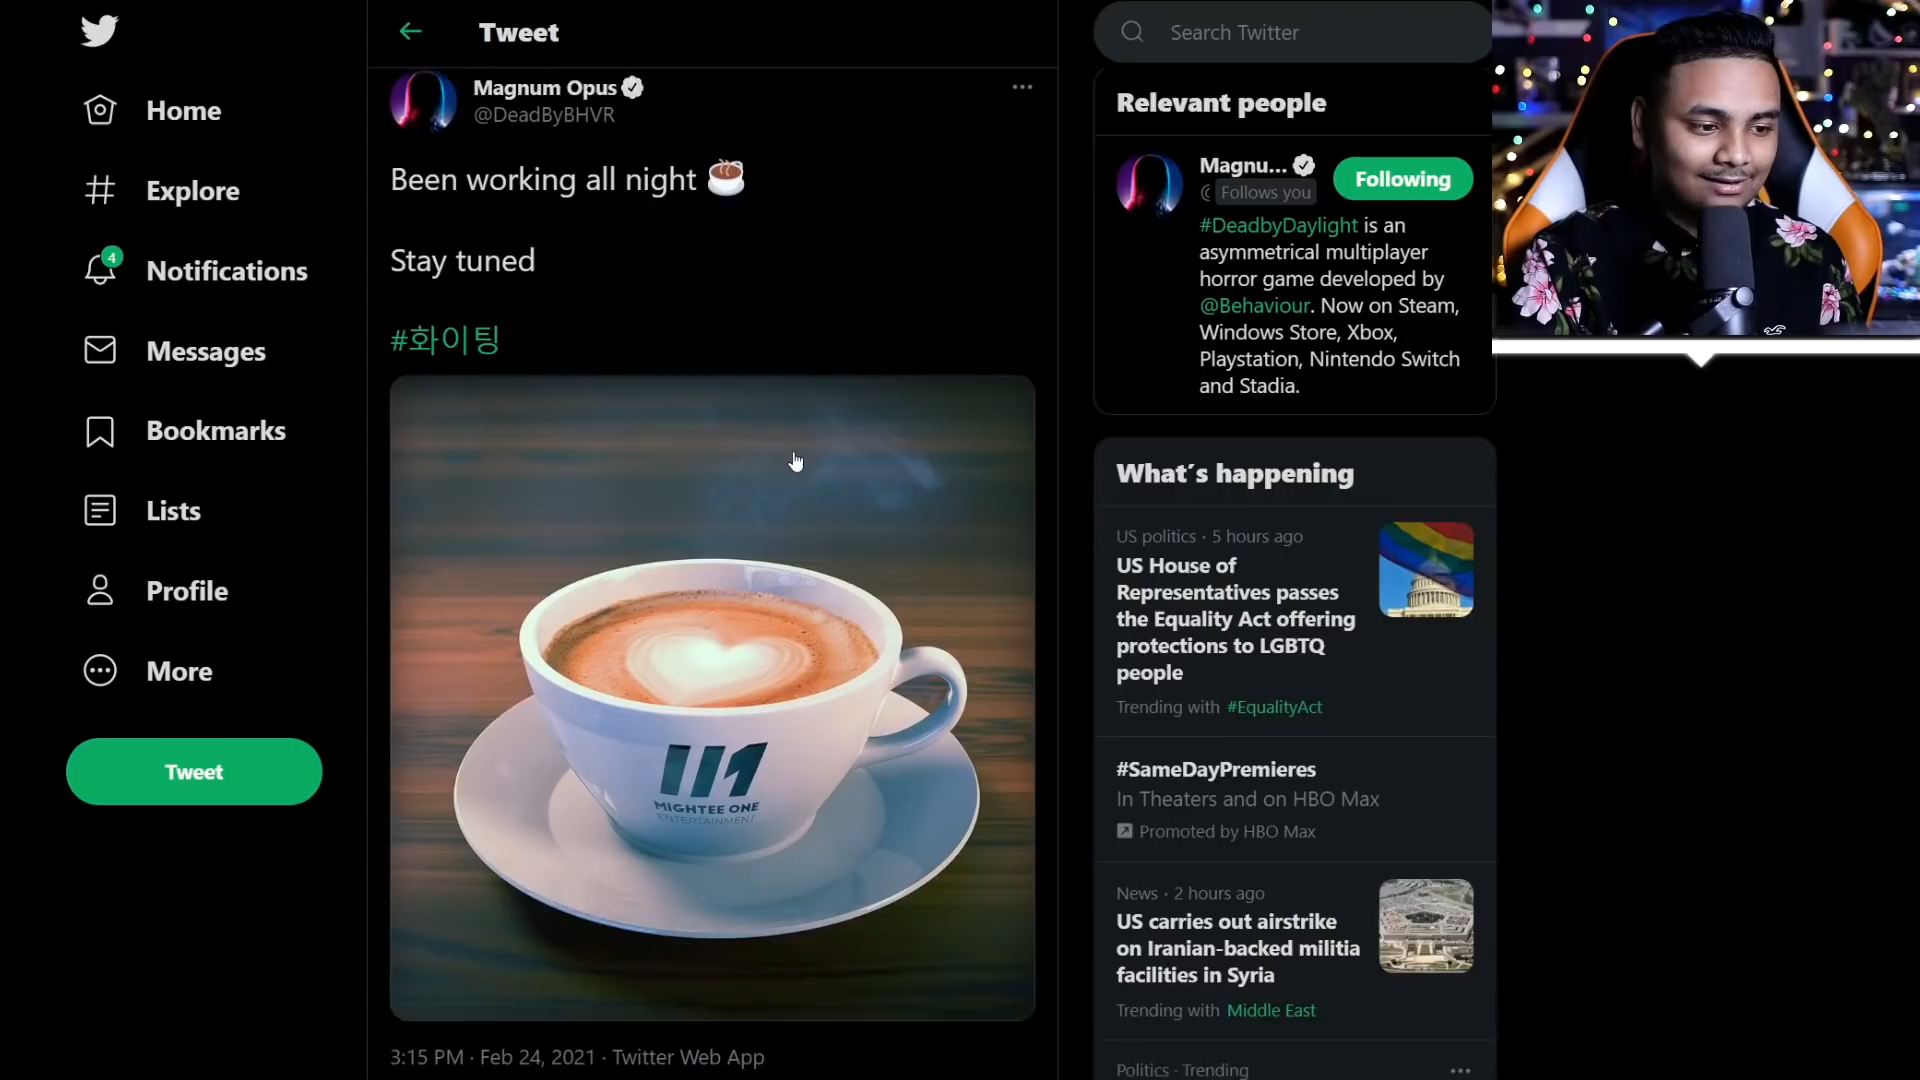 Home
Explore
4
Notifications
Messages
Bookmarks
Lists
Profile
More
Tweet
Tweet
Magnum Opus
@DeadByBHVR
Been working all night
Stay tuned
#화이팅
MIGHTEE ONE
ENTERTAINMENT
3:15 PM · Feb 24, 2021 · Twitter Web App
Search Twitter
Relevant people
Magnu...
Follows you
Following
#DeadbyDaylight is an
asymmetrical multiplayer
horror game developed by
@Behaviour. Now on Steam,
Windows Store, Xbox,
Playstation, Nintendo Switch
and Stadia.
What's happening
US politics · 5 hours ago
US House of
Representatives passes
the Equality Act offering
protections to LGBTQ
people
Trending with #EqualityAct
#SameDayPremieres
In Theaters and on HBO Max
Promoted by HBO Max
News · 2 hours ago
US carries out airstrike
on Iranian-backed militia
facilities in Syria
Trending with Middle East
Politics · Trending